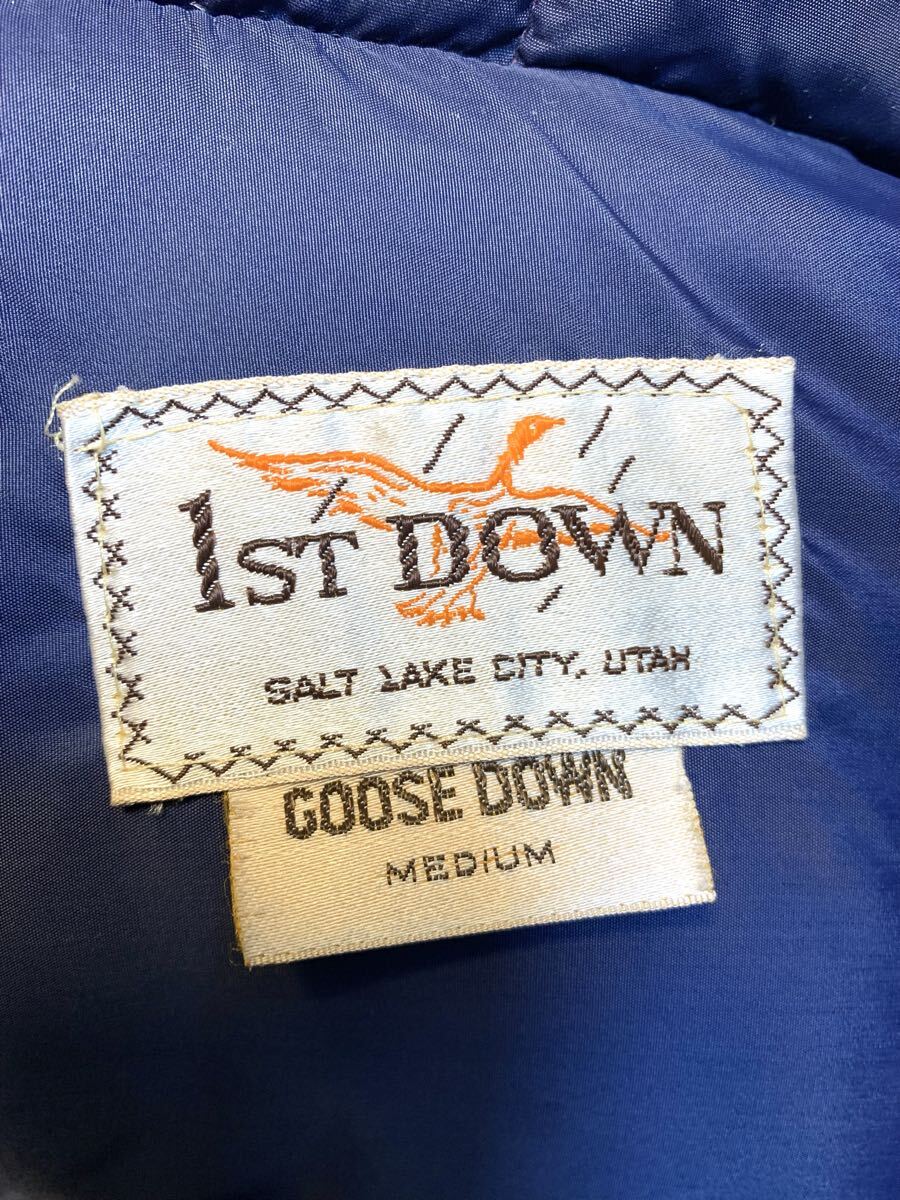 1ST DOWN
SALT LAKE CITY, UTAH
GOOSE DOWN
MEDIUM